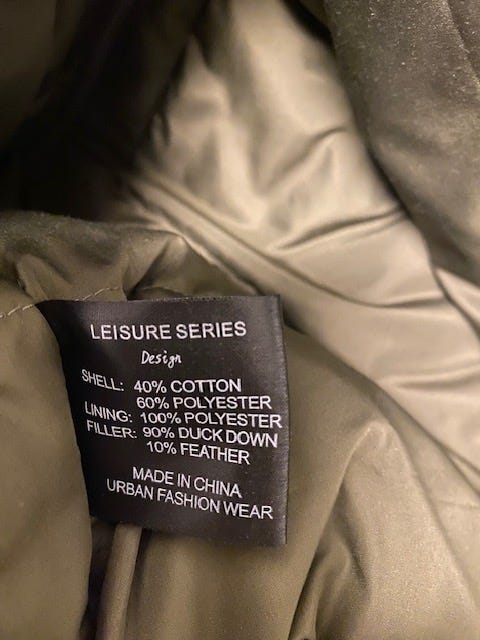 LEISURE SERIES
Design
SHELL: 40% COTTON
60% POLYESTER
LINING: 100% POLYESTER
FILLER: 90% DUCK DOWN
10% FEATHER
MADE IN CHINA
URBAN FASHION WEAR